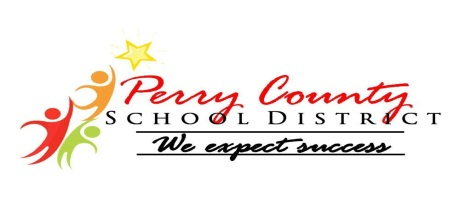 Perry County
SCHOOL DISTRICT
We expect success